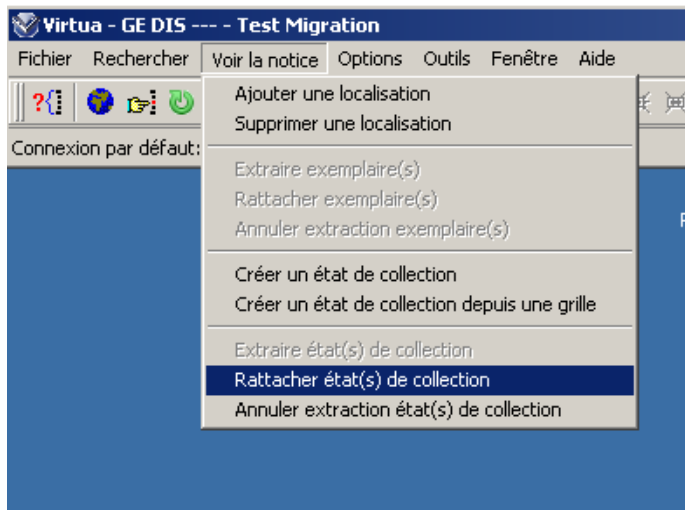 Virtua - GE DIS --- - Test Migration
Fichier Rechercher Voir la notice Options Outils Fenêtre Aide
Ajouter une localisation
Supprimer une localisation
Connexion par défaut:
Extraire exemplaire(s)
Rattacher exemplaire(s)
Annuler extraction exemplaire(s)
Créer un état de collection
Créer un état de collection depuis une grille
Extraire état(s) de collection
Rattacher état(s) de collection
Annuler extraction état(s) de collection